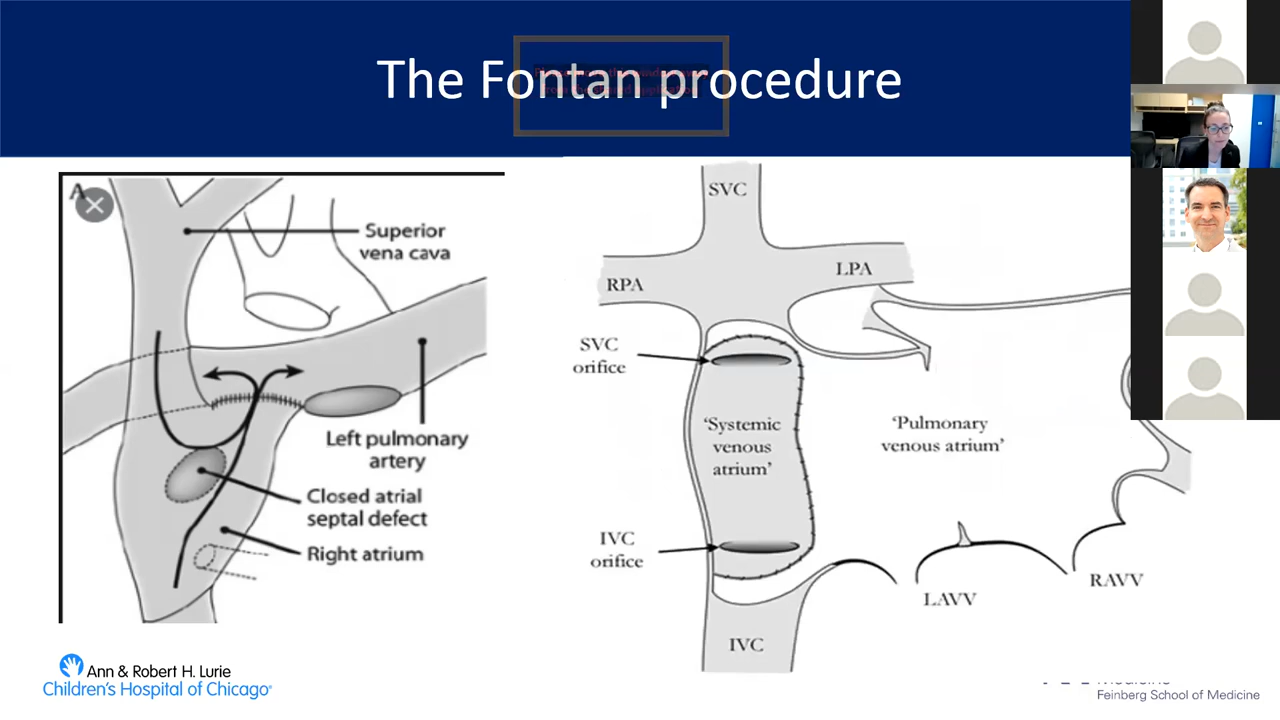 The Fontan procedure
A
Superior
vena cava
Left pulmonary
artery
Closed atrial
septal defect
Right atrium
SVC
RPA
LPA
SVC
orifice
‘Systemic
venous
atrium’
‘Pulmonary
venous atrium’
IVC
orifice
LAVV
RAVV
IVC
Ann & Robert H. Lurie
Children's Hospital of Chicago®
Medicine
Feinberg School of Medicine